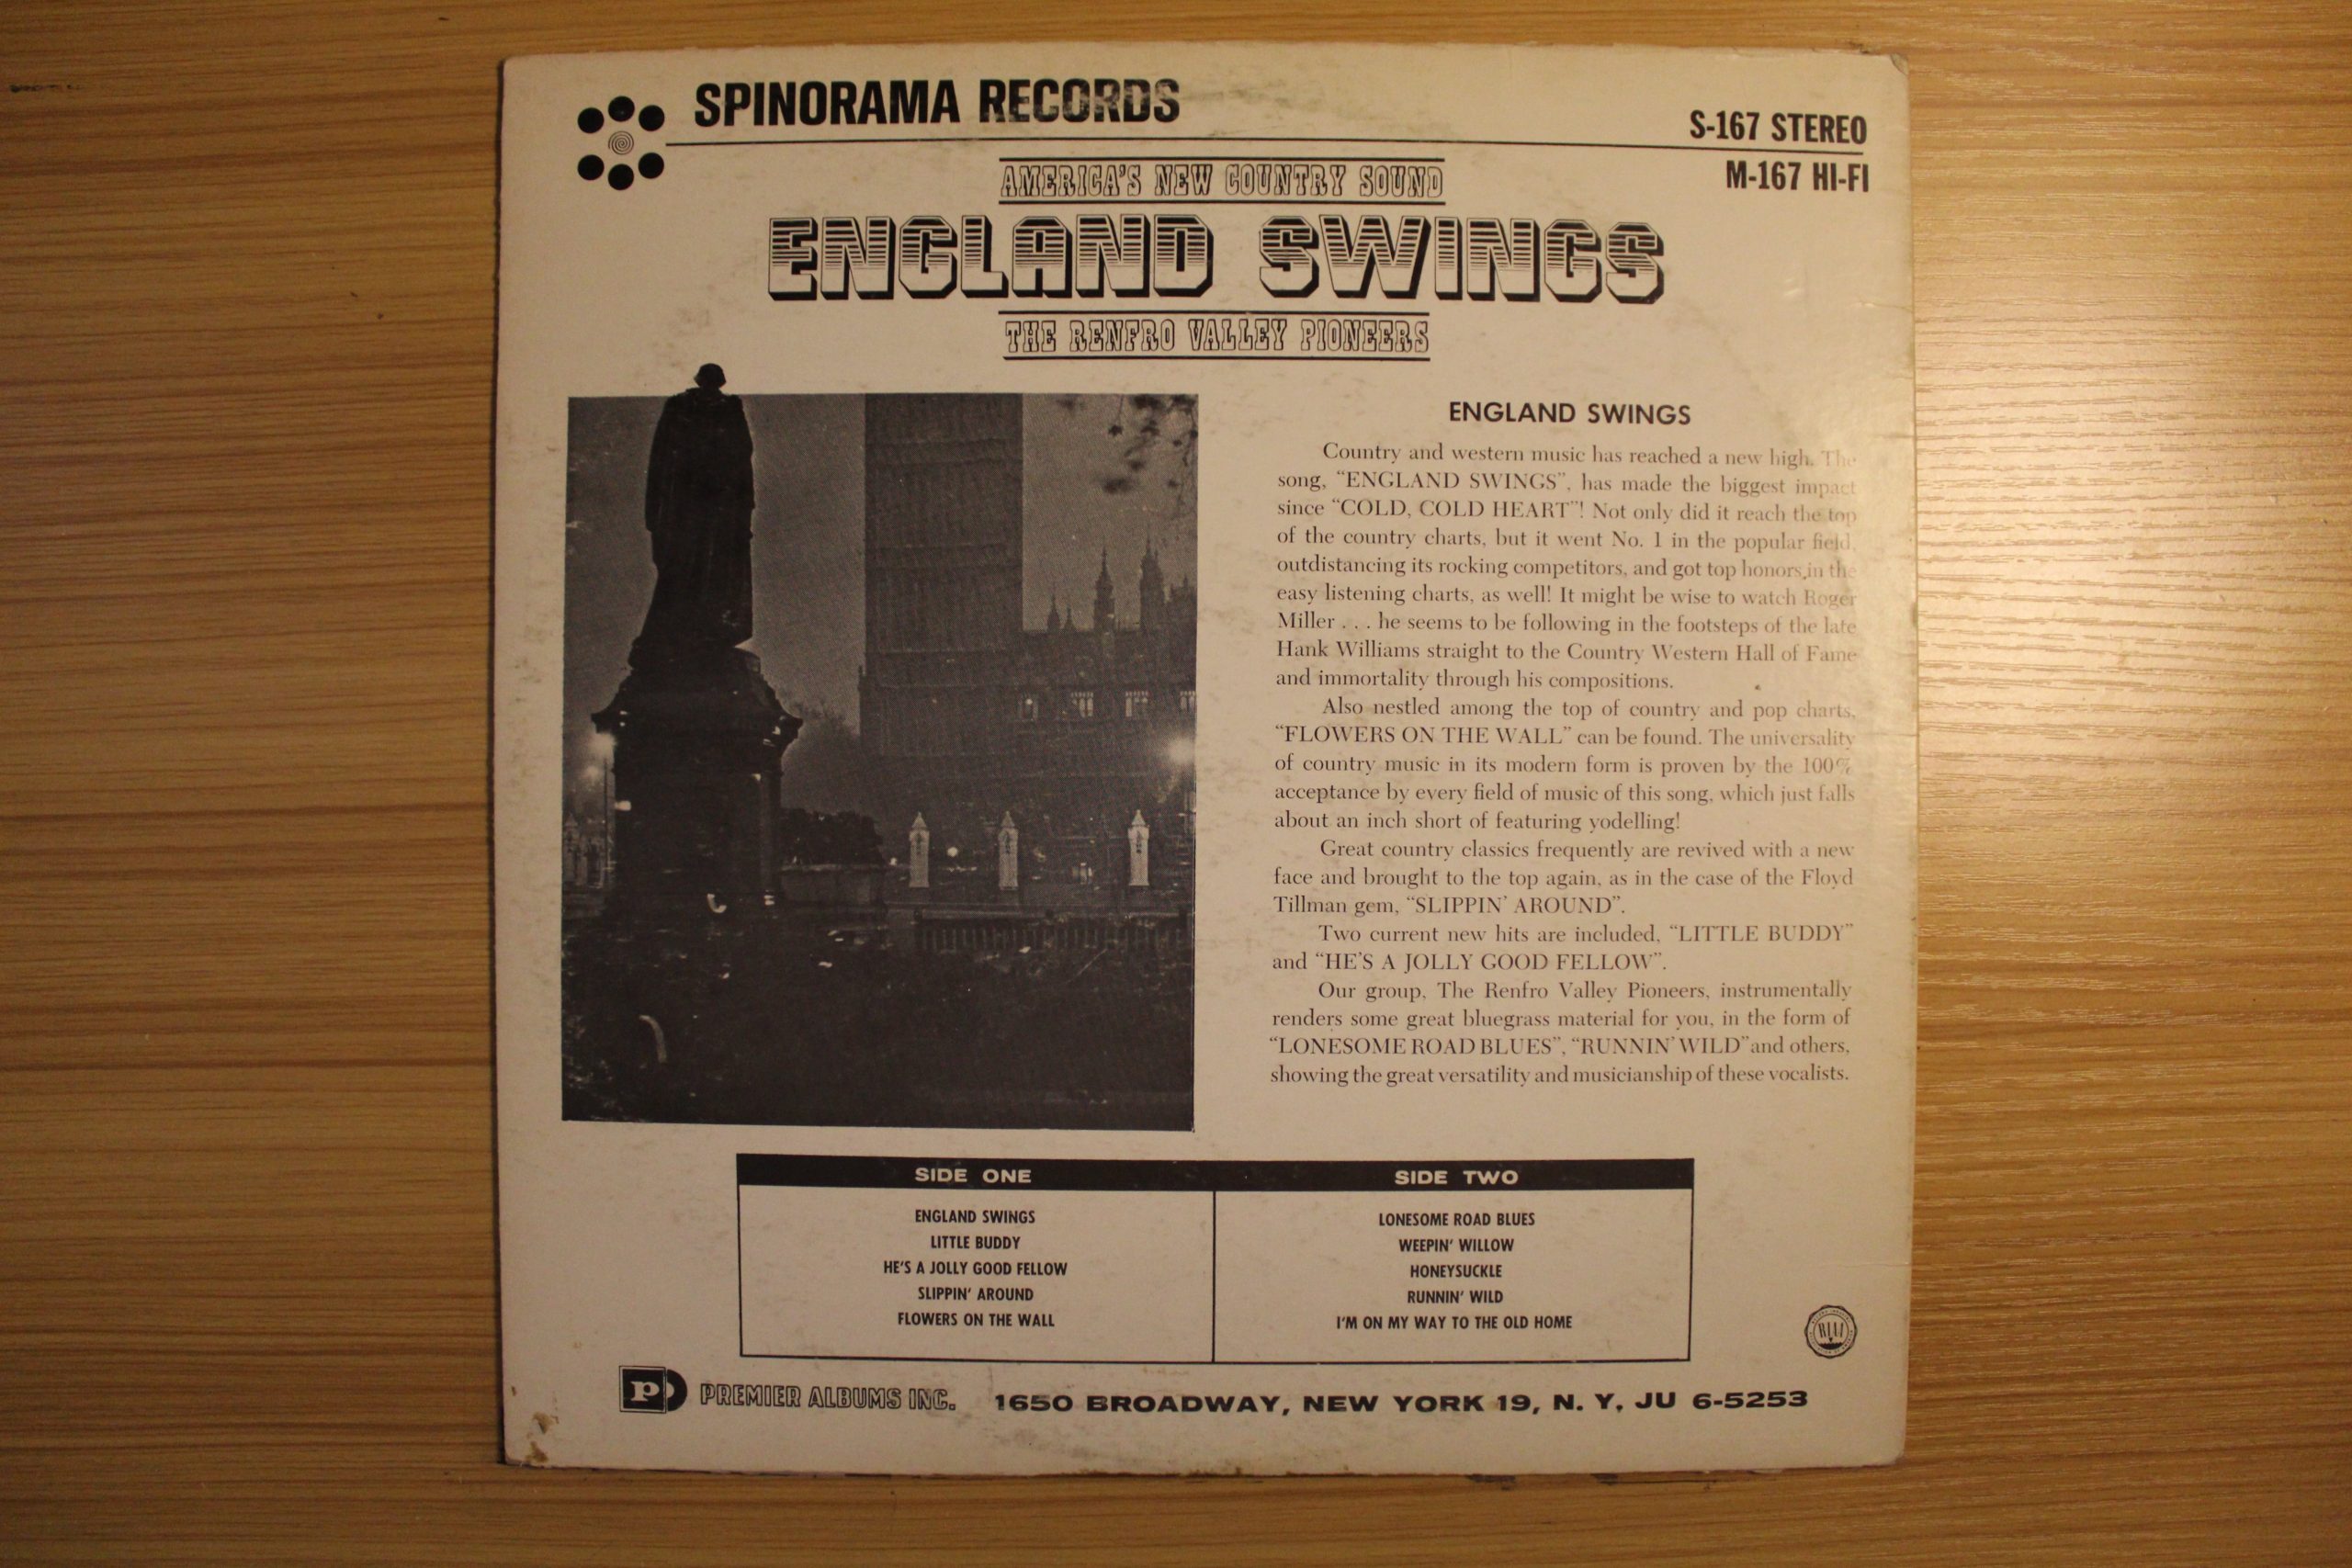 SPINORAMA RECORDS
S-167 STEREO
M-167 HI-FI
AMERICA'S NEW COUNTRY SOUND
ENGLAND SWINGS
THE RENFRO VALLEY PIONEERS
ENGLAND SWINGS
Country and western music has reached a new high. The
song, "ENGLAND SWINGS", has made the biggest impact
since "COLD, COLD HEART"! Not only did it reach the top
of the country charts, but it went No. 1 in the popular field,
outdistancing its rocking competitors, and got top honors in the
easy listening charts, as well! It might be wise to watch Roger
Miller . . . he seems to be following in the footsteps of the late
Hank Williams straight to the Country Western Hall of Fame
and immortality through his compositions.
Also nestled among the top of country and pop charts,
"FLOWERS ON THE WALL" can be found. The universality
of country music in its modern form is proven by the 100%
acceptance by every field of music of this song, which just falls
about an inch short of featuring yodelling!
Great country classics frequently are revived with a new
face and brought to the top again, as in the case of the Floyd
Tillman gem, "SLIPPIN' AROUND".
Two current new hits are included, "LITTLE BUDDY"
and "HE'S A JOLLY GOOD FELLOW".
Our group, The Renfro Valley Pioneers, instrumentally
renders some great bluegrass material for you, in the form of
"LONESOME ROAD BLUES", "RUNNIN' WILD" and others,
showing the great versatility and musicianship of these vocalists.
SIDE ONE
ENGLAND SWINGS
LITTLE BUDDY
HE'S A JOLLY GOOD FELLOW
SLIPPIN' AROUND
FLOWERS ON THE WALL
SIDE TWO
LONESOME ROAD BLUES
WEEPIN' WILLOW
HONEYSUCKLE
RUNNIN' WILD
I'M ON MY WAY TO THE OLD HOME
RIAA
P PREMIER ALBUMS INC. 1650 BROADWAY, NEW YORK 19, N. Y. JU 6-5253